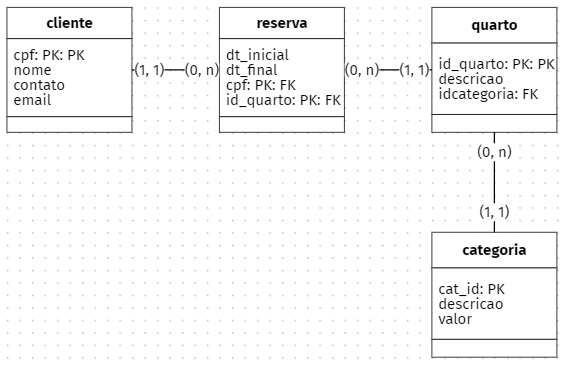 cliente
cpf: PK: PK
nome
contato
email
(1, 1)
(0, n)
reserva
dt_inicial
dt_final
cpf: PK: FK
id_quarto: PK: FK
(0, n)
(1, 1)
quarto
id_quarto: PK: PK
descricao
idcategoria: FK
(0, n)
(1, 1)
categoria
cat_id: PK
descricao
valor